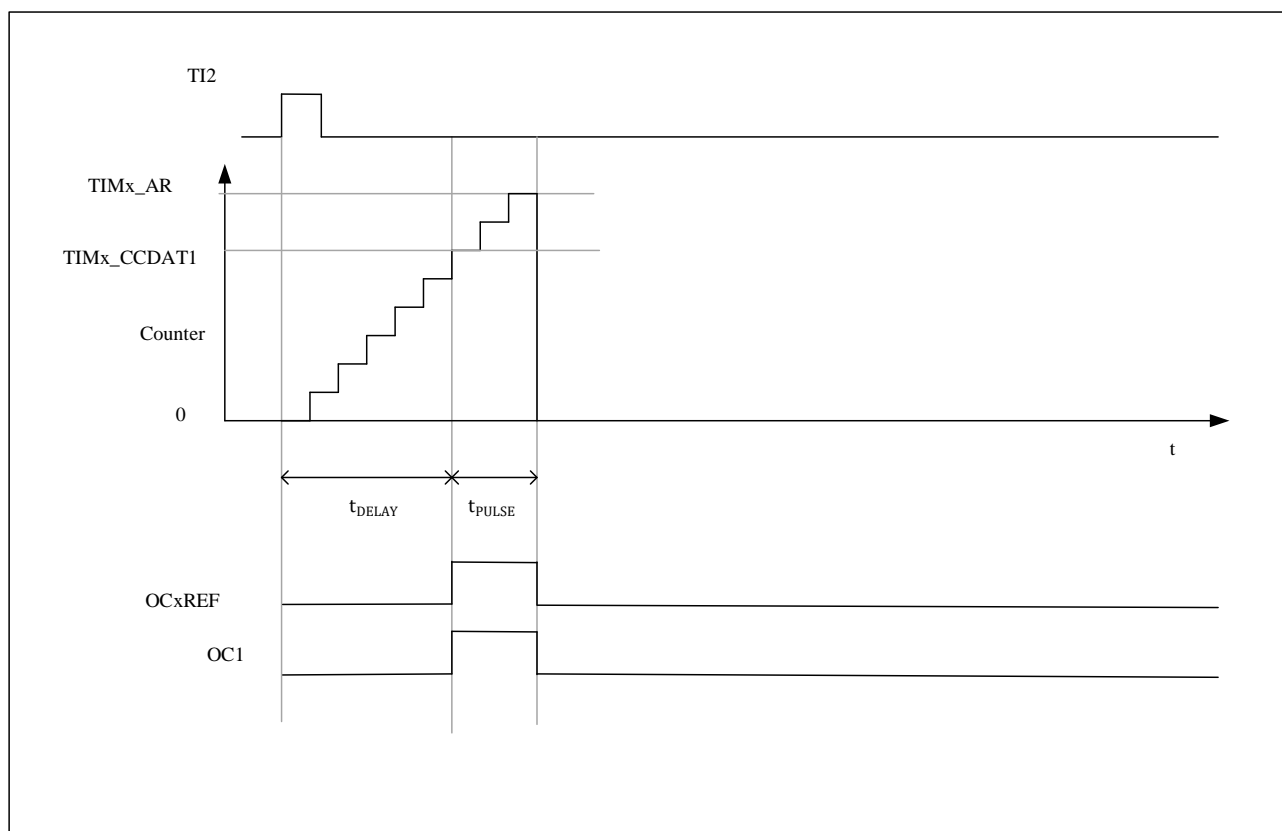 TI2
TIMx_AR
TIMx_CCDAT1
Counter
0
t
tDELAY
tPULSE
OCxREF
OC1